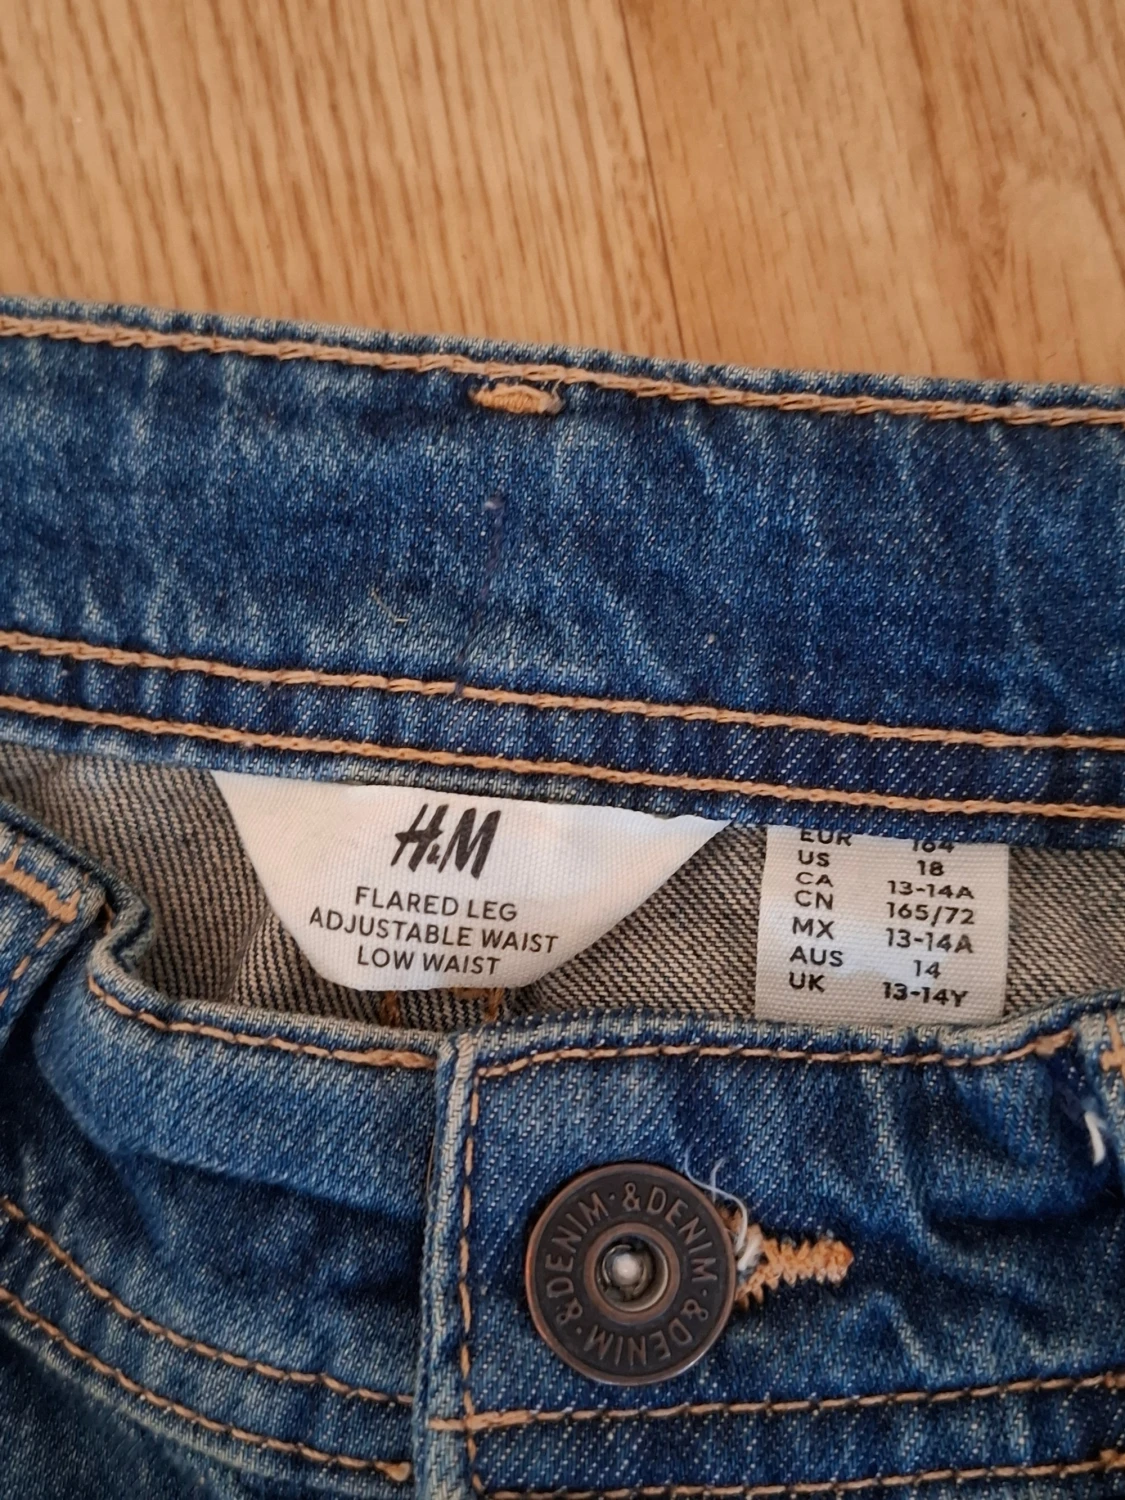 H&M
FLARED LEG
ADJUSTABLE WAIST
LOW WAIST
EUR 164
US 18
CA 13-14A
CN 165/72
MX 13-14A
AUS 14
UK 13-14Y
&DENIM·&DENIM·&DENIM·